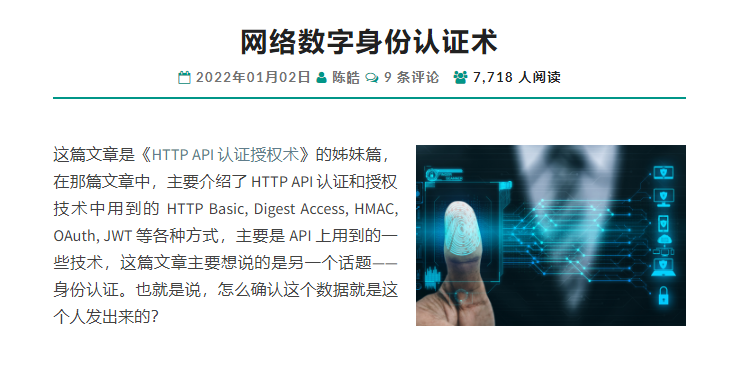 网络数字身份认证术
2022年01月02日 陈皓 9 条评论 7,718 人阅读
这篇文章是《HTTP API 认证授权术》的姊妹篇，
在那篇文章中，主要介绍了 HTTP API 认证和授权
技术中用到的 HTTP Basic, Digest Access, HMAC,
OAuth, JWT 等各种方式，主要是 API 上用到的一
些技术，这篇文章主要想说的是另一个话题——
身份认证。也就是说，怎么确认这个数据就是这
个人发出来的？